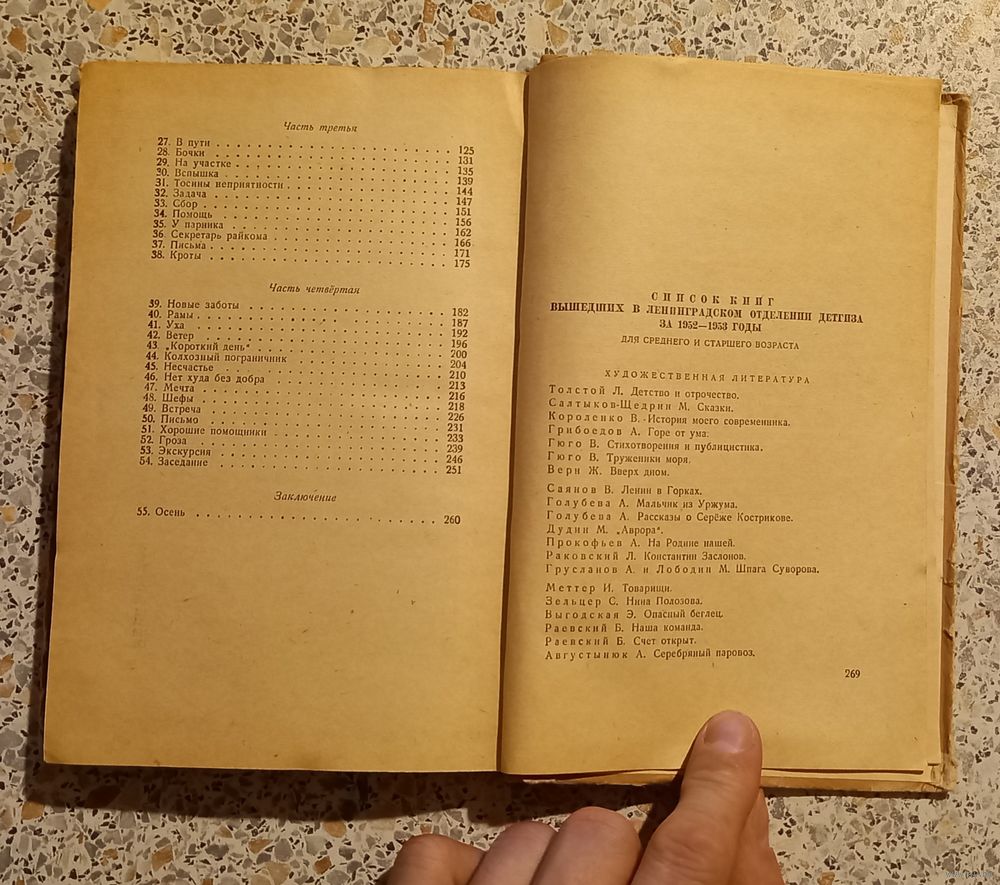 Часть третья
27. В пути . . . . . . . . . . 125
28. Бочки . . . . . . . . . . 131
29. На участке . . . . . . . . . . 135
30. Вспышка . . . . . . . . . . 139
31. Тосины неприятности . . . . . . . . . . 144
32. Задача . . . . . . . . . . 147
33. Сбор . . . . . . . . . . 151
34. Помощь . . . . . . . . . . 156
35. У парника . . . . . . . . . . 162
36. Секретарь райкома . . . . . . . . . . 166
37. Письма . . . . . . . . . . 171
38. Кроты . . . . . . . . . . 175
Часть четвёртая
39. Новые заботы . . . . . . . . . . 182
40. Рамы . . . . . . . . . . 187
41. Уха . . . . . . . . . . 192
42. Ветер . . . . . . . . . . 196
43. „Короткий день“ . . . . . . . . . . 200
44. Колхозный пограничник . . . . . . . . . . 204
45. Несчастье . . . . . . . . . . 210
46. Нет худа без добра . . . . . . . . . . 213
47. Мечта . . . . . . . . . . 216
48. Шефы . . . . . . . . . . 218
49. Встреча . . . . . . . . . . 226
50. Письмо . . . . . . . . . . 231
51. Хорошие помощники . . . . . . . . . . 233
52. Гроза . . . . . . . . . . 239
53. Экскурсия . . . . . . . . . . 246
54. Заседание . . . . . . . . . . 251
Заключение
55. Осень . . . . . . . . . . 260
СПИСОК КНИГ
ВЫШЕДШИХ В ЛЕНИНГРАДСКОМ ОТДЕЛЕНИИ ДЕТГИЗА
ЗА 1952—1953 ГОДЫ
ДЛЯ СРЕДНЕГО И СТАРШЕГО ВОЗРАСТА
ХУДОЖЕСТВЕННАЯ ЛИТЕРАТУРА
Толстой Л. Детство и отрочество.
Салтыков-Щедрин М. Сказки.
Короленко В. История моего современника.
Грибоедов А. Горе от ума.
Гюго В. Стихотворения и публицистика.
Гюго В. Труженики моря.
Верн Ж. Вверх дном.
Саянов В. Ленин в Горках.
Голубева А. Мальчик из Уржума.
Голубева А. Рассказы о Серёже Кострикове.
Дудин М. „Аврора“.
Прокофьев А. На Родине нашей.
Раковский Л. Константин Заслонов.
Грусланов А. и Лободин М. Шпага Суворова.
Меттер И. Товарищи.
Зельцер С. Нина Полозова.
Выгодская Э. Опасный беглец.
Раевский Б. Наша команда.
Раевский Б. Счет открыт.
Августынюк А. Серебряный паровоз.
269